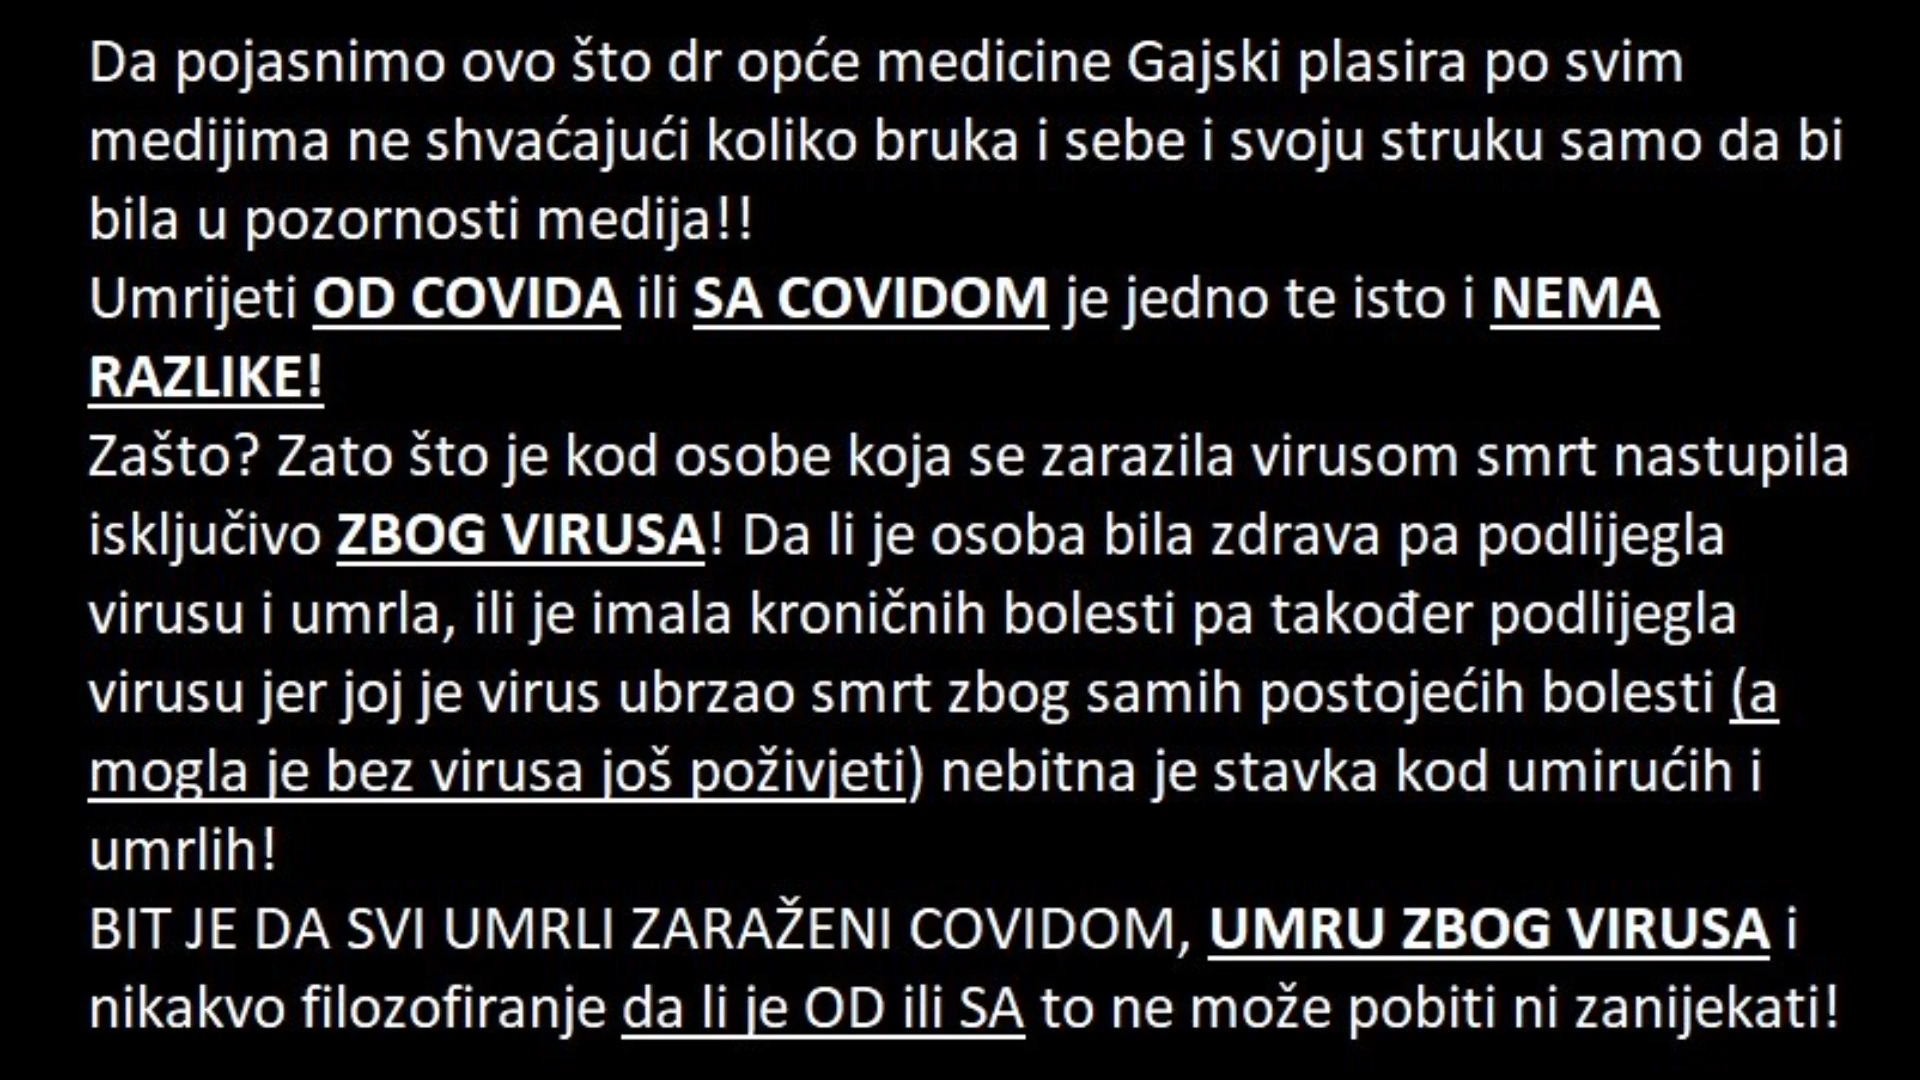 Da pojasnimo ovo što dr opće medicine Gajski plasira po svim
medijima ne shvaćajući koliko bruka i sebe i svoju struku samo da bi
bila u pozornosti medija!!
Umrijeti OD COVIDA ili SA COVIDOM je jedno te isto i NEMA
RAZLIKE!
Zašto? Zato što je kod osobe koja se zarazila virusom smrt nastupila
isključivo ZBOG VIRUSA! Da li je osoba bila zdrava pa podlijegla
virusu i umrla, ili je imala kroničnih bolesti pa također podlijegla
virusu jer joj je virus ubrzao smrt zbog samih postojećih bolesti (a
mogla je bez virusa još poživjeti) nebitna je stavka kod umirućih i
umrlih!
BIT JE DA SVI UMRLI ZARAŽENI COVIDOM, UMRU ZBOG VIRUSA i
nikakvo filozofiranje da li je OD ili SA to ne može pobiti ni zanijekati!